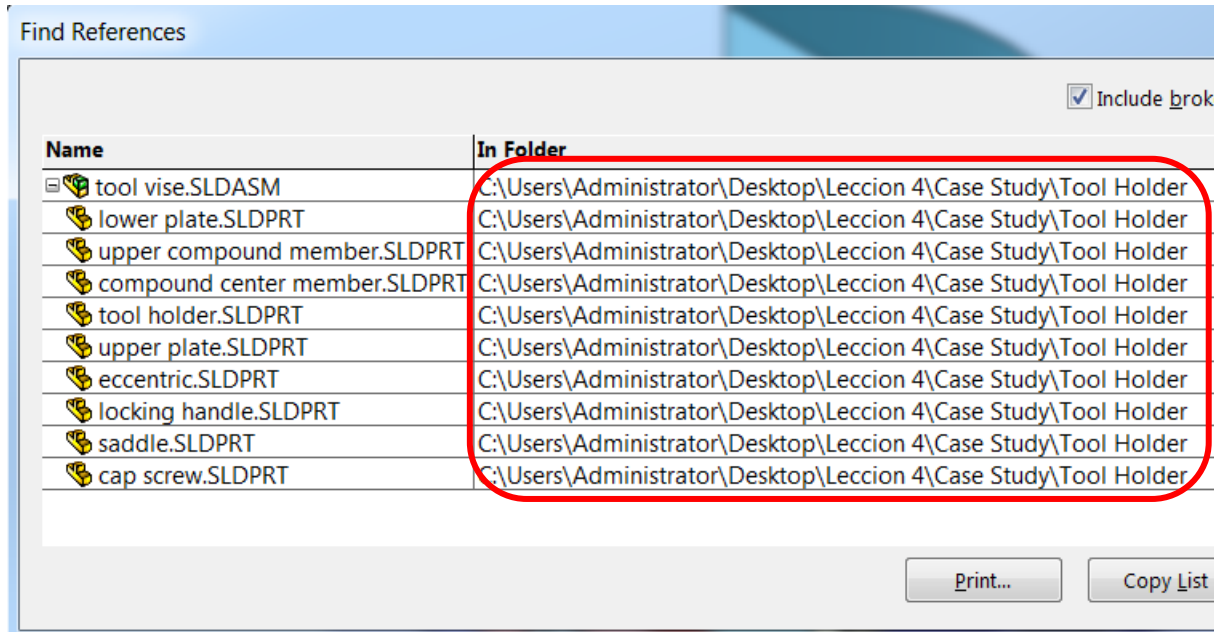 Find References
Include brok
Name In Folder
tool vise.SLDASM C:\Users\Administrator\Desktop\Leccion 4\Case Study\Tool Holder
lower plate.SLDPRT C:\Users\Administrator\Desktop\Leccion 4\Case Study\Tool Holder
upper compound member.SLDPRT C:\Users\Administrator\Desktop\Leccion 4\Case Study\Tool Holder
compound center member.SLDPRT C:\Users\Administrator\Desktop\Leccion 4\Case Study\Tool Holder
tool holder.SLDPRT C:\Users\Administrator\Desktop\Leccion 4\Case Study\Tool Holder
upper plate.SLDPRT C:\Users\Administrator\Desktop\Leccion 4\Case Study\Tool Holder
eccentric.SLDPRT C:\Users\Administrator\Desktop\Leccion 4\Case Study\Tool Holder
locking handle.SLDPRT C:\Users\Administrator\Desktop\Leccion 4\Case Study\Tool Holder
saddle.SLDPRT C:\Users\Administrator\Desktop\Leccion 4\Case Study\Tool Holder
cap screw.SLDPRT C:\Users\Administrator\Desktop\Leccion 4\Case Study\Tool Holder
Print... Copy List